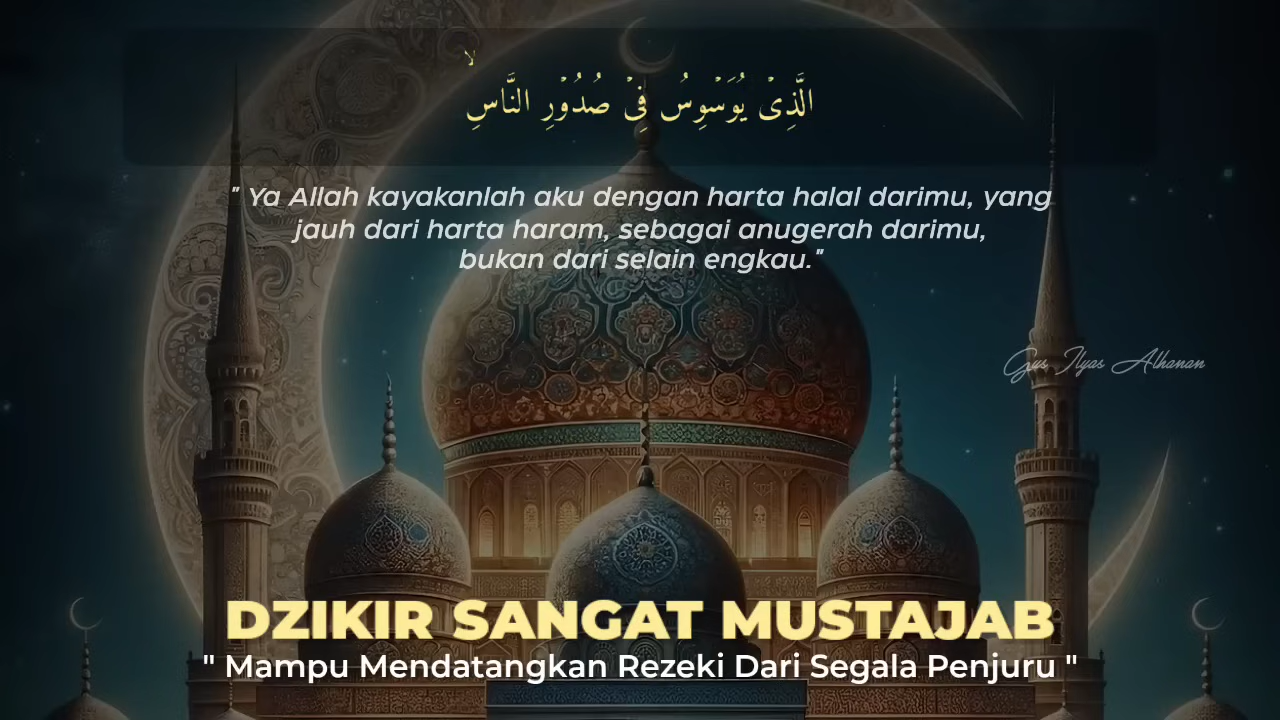 الَّذِىْ يُوَسْوِسُ فِىْ صُدُوْرِ النَّاسِۙ
" Ya Allah kayakanlah aku dengan harta halal darimu, yang
jauh dari harta haram, sebagai anugerah darimu,
bukan dari selain engkau."
Gus Ilyas Alhanan
DZIKIR SANGAT MUSTAJAB
" Mampu Mendatangkan Rezeki Dari Segala Penjuru "